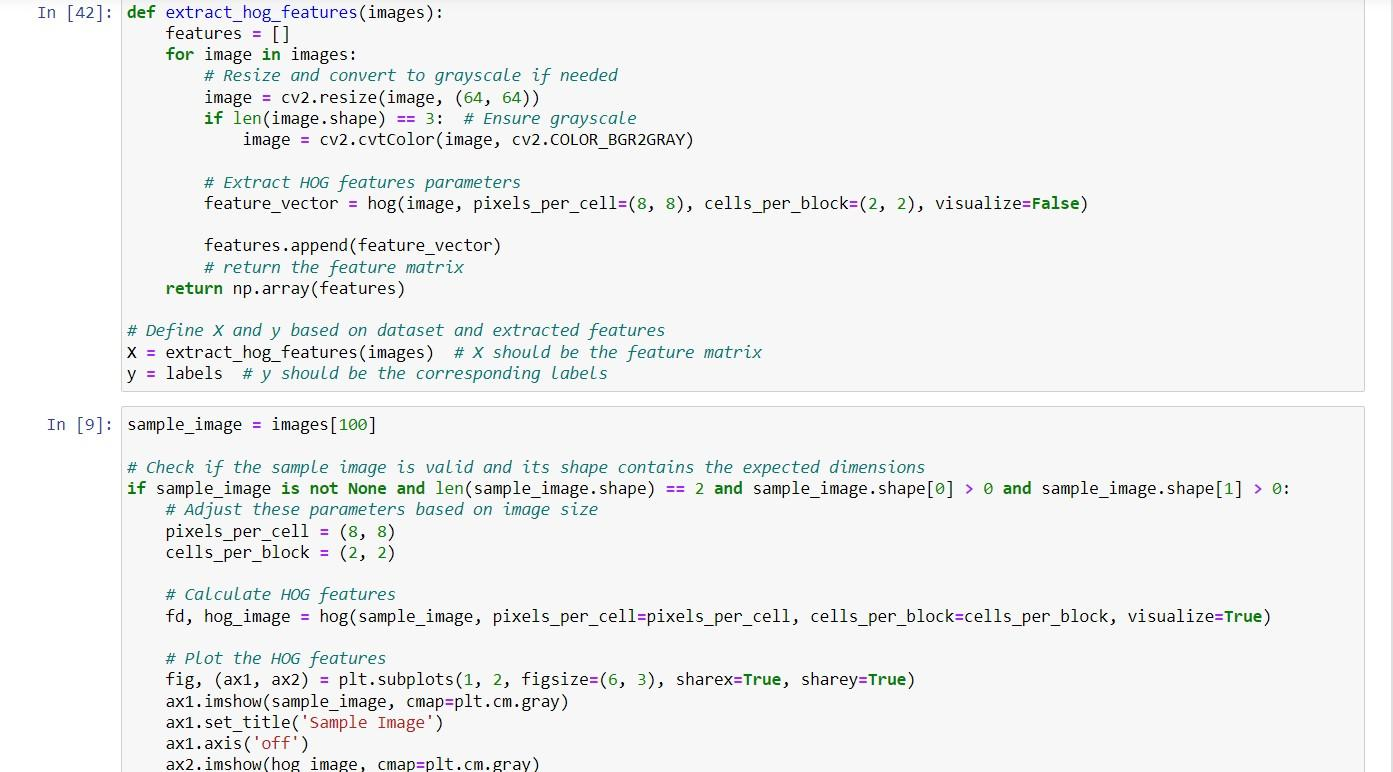 In [42]: def extract_hog_features(images):
    features = []
    for image in images:
        # Resize and convert to grayscale if needed
        image = cv2.resize(image, (64, 64))
        if len(image.shape) == 3:  # Ensure grayscale
            image = cv2.cvtColor(image, cv2.COLOR_BGR2GRAY)

        # Extract HOG features parameters
        feature_vector = hog(image, pixels_per_cell=(8, 8), cells_per_block=(2, 2), visualize=False)

        features.append(feature_vector)
        # return the feature matrix
    return np.array(features)

# Define X and y based on dataset and extracted features
X = extract_hog_features(images)  # X should be the feature matrix
y = labels  # y should be the corresponding labels

In [9]: sample_image = images[100]

# Check if the sample image is valid and its shape contains the expected dimensions
if sample_image is not None and len(sample_image.shape) == 2 and sample_image.shape[0] > 0 and sample_image.shape[1] > 0:
    # Adjust these parameters based on image size
    pixels_per_cell = (8, 8)
    cells_per_block = (2, 2)

    # Calculate HOG features
    fd, hog_image = hog(sample_image, pixels_per_cell=pixels_per_cell, cells_per_block=cells_per_block, visualize=True)

    # Plot the HOG features
    fig, (ax1, ax2) = plt.subplots(1, 2, figsize=(6, 3), sharex=True, sharey=True)
    ax1.imshow(sample_image, cmap=plt.cm.gray)
    ax1.set_title('Sample Image')
    ax1.axis('off')
    ax2.imshow(hog_image, cmap=plt.cm.gray)